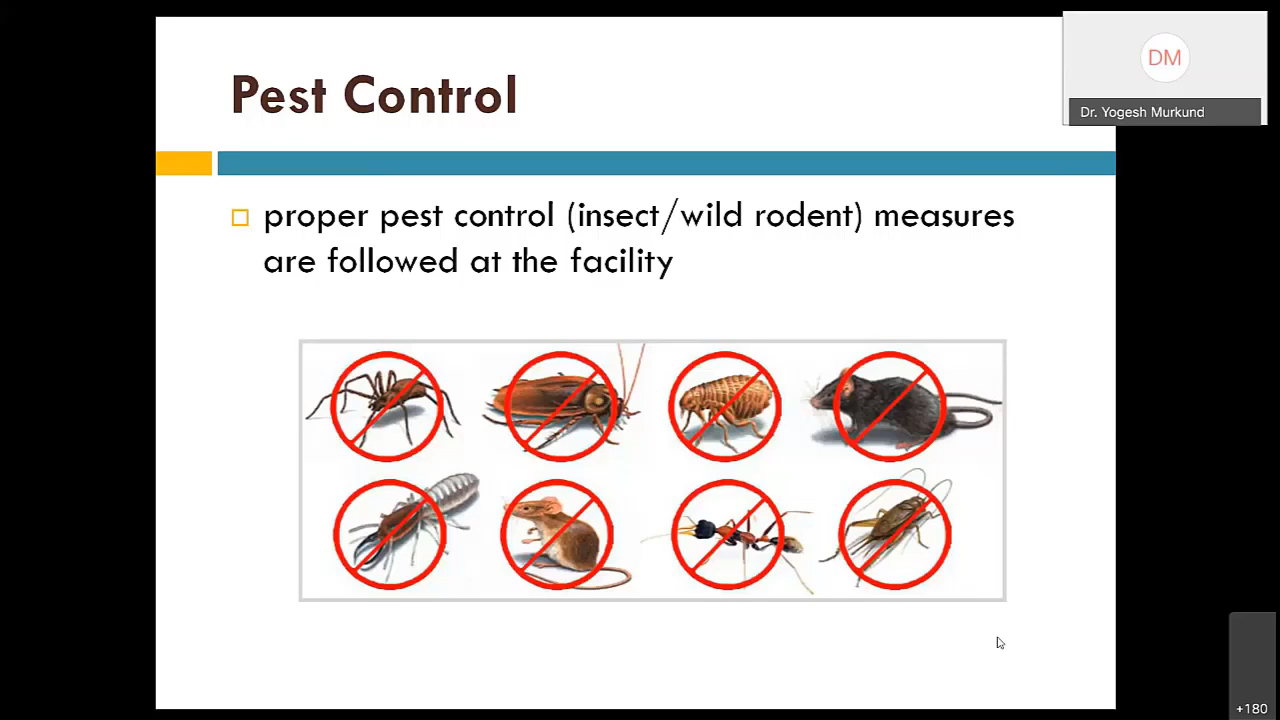 Pest Control
DM
Dr. Yogesh Murkund
proper pest control (insect/wild rodent) measures
are followed at the facility
+180